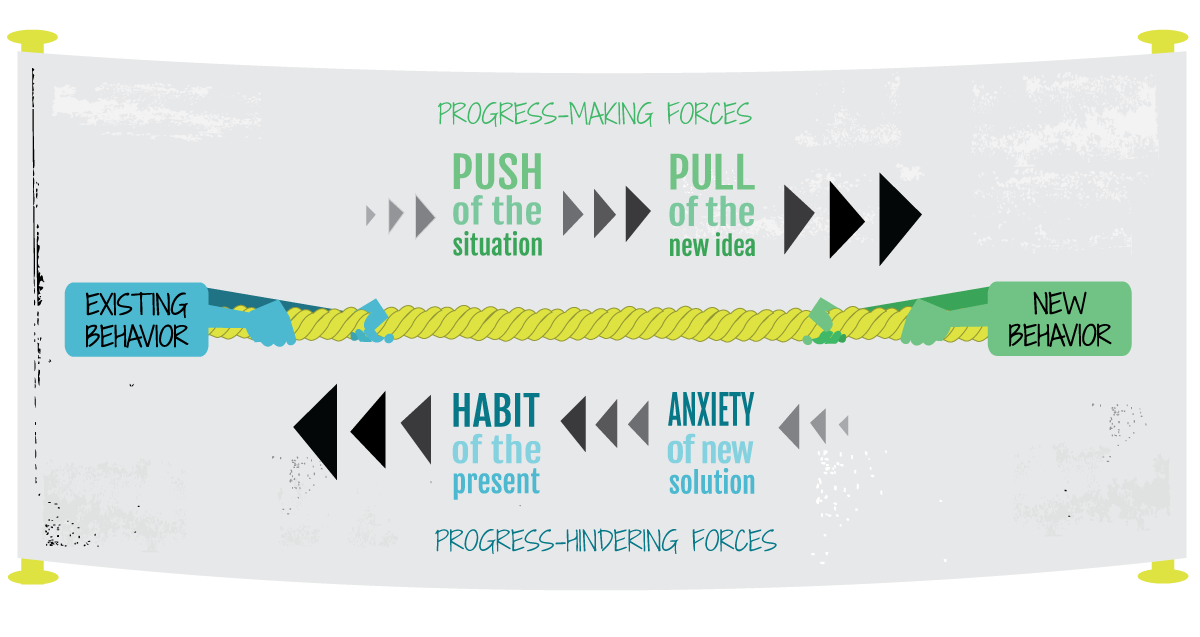 PROGRESS-MAKING FORCES
PUSH
of the
situation
PULL
of the
new idea
EXISTING
BEHAVIOR
NEW
BEHAVIOR
HABIT
of the
present
ANXIETY
of new
solution
PROGRESS-HINDERING FORCES